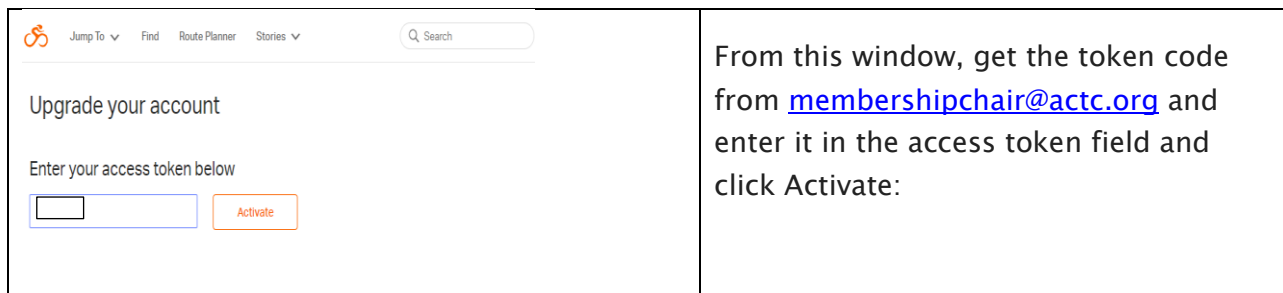 Jump To Find Route Planner Stories Search
Upgrade your account
Enter your access token below
Activate
From this window, get the token code
from membershipchair@actc.org and
enter it in the access token field and
click Activate: